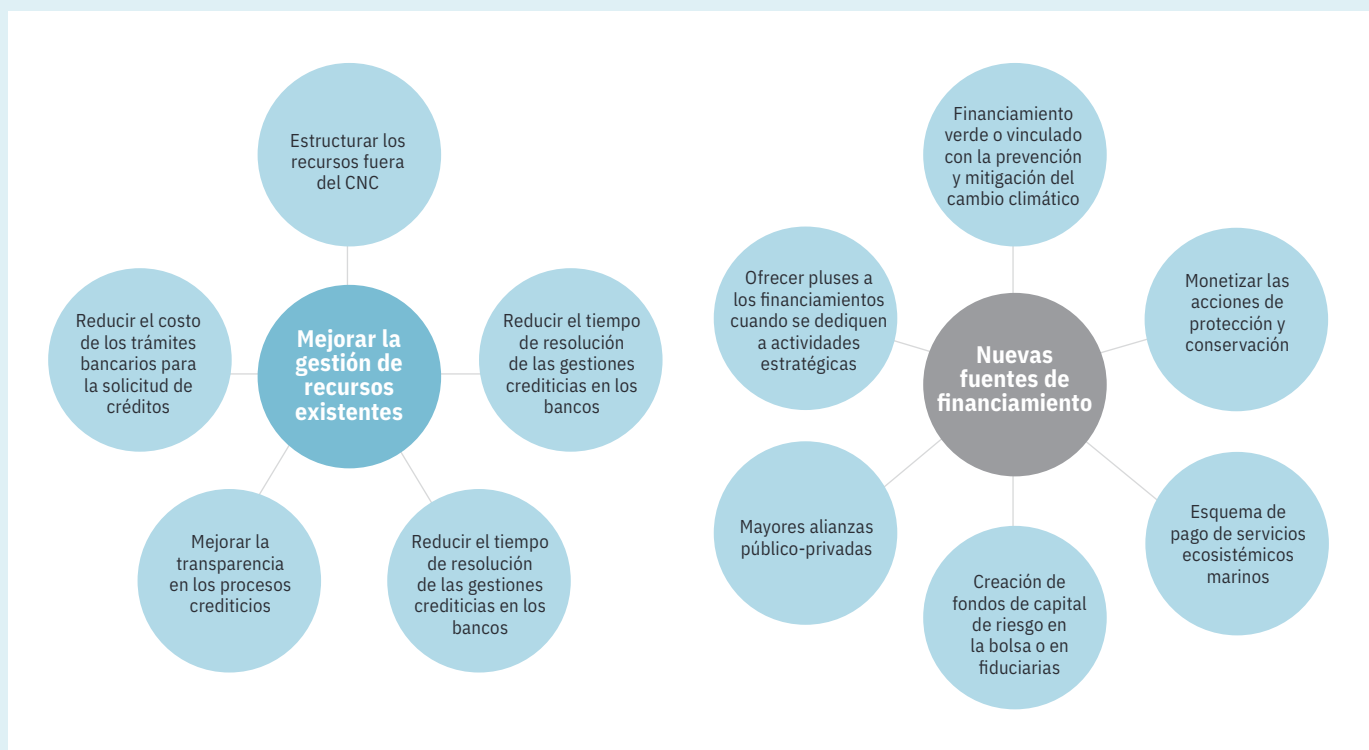 Estructurar los
recursos fuera
del CNC
Reducir el costo
de los trámites
bancarios para
la solicitud de
créditos
Mejorar la
gestión de
recursos
existentes
Reducir el tiempo
de resolución
de las gestiones
crediticias en los
bancos
Mejorar la
transparencia
en los procesos
crediticios
Reducir el tiempo
de resolución
de las gestiones
crediticias en los
bancos
Financiamiento
verde o vinculado
con la prevención
y mitigación del
cambio climático
Ofrecer pluses a
los financiamientos
cuando se dediquen
a actividades
estratégicas
Nuevas
fuentes de
financiamiento
Monetizar las
acciones de
protección y
conservación
Mayores alianzas
público-privadas
Creación de
fondos de capital
de riesgo en
la bolsa o en
fiduciarias
Esquema de
pago de servicios
ecosistémicos
marinos